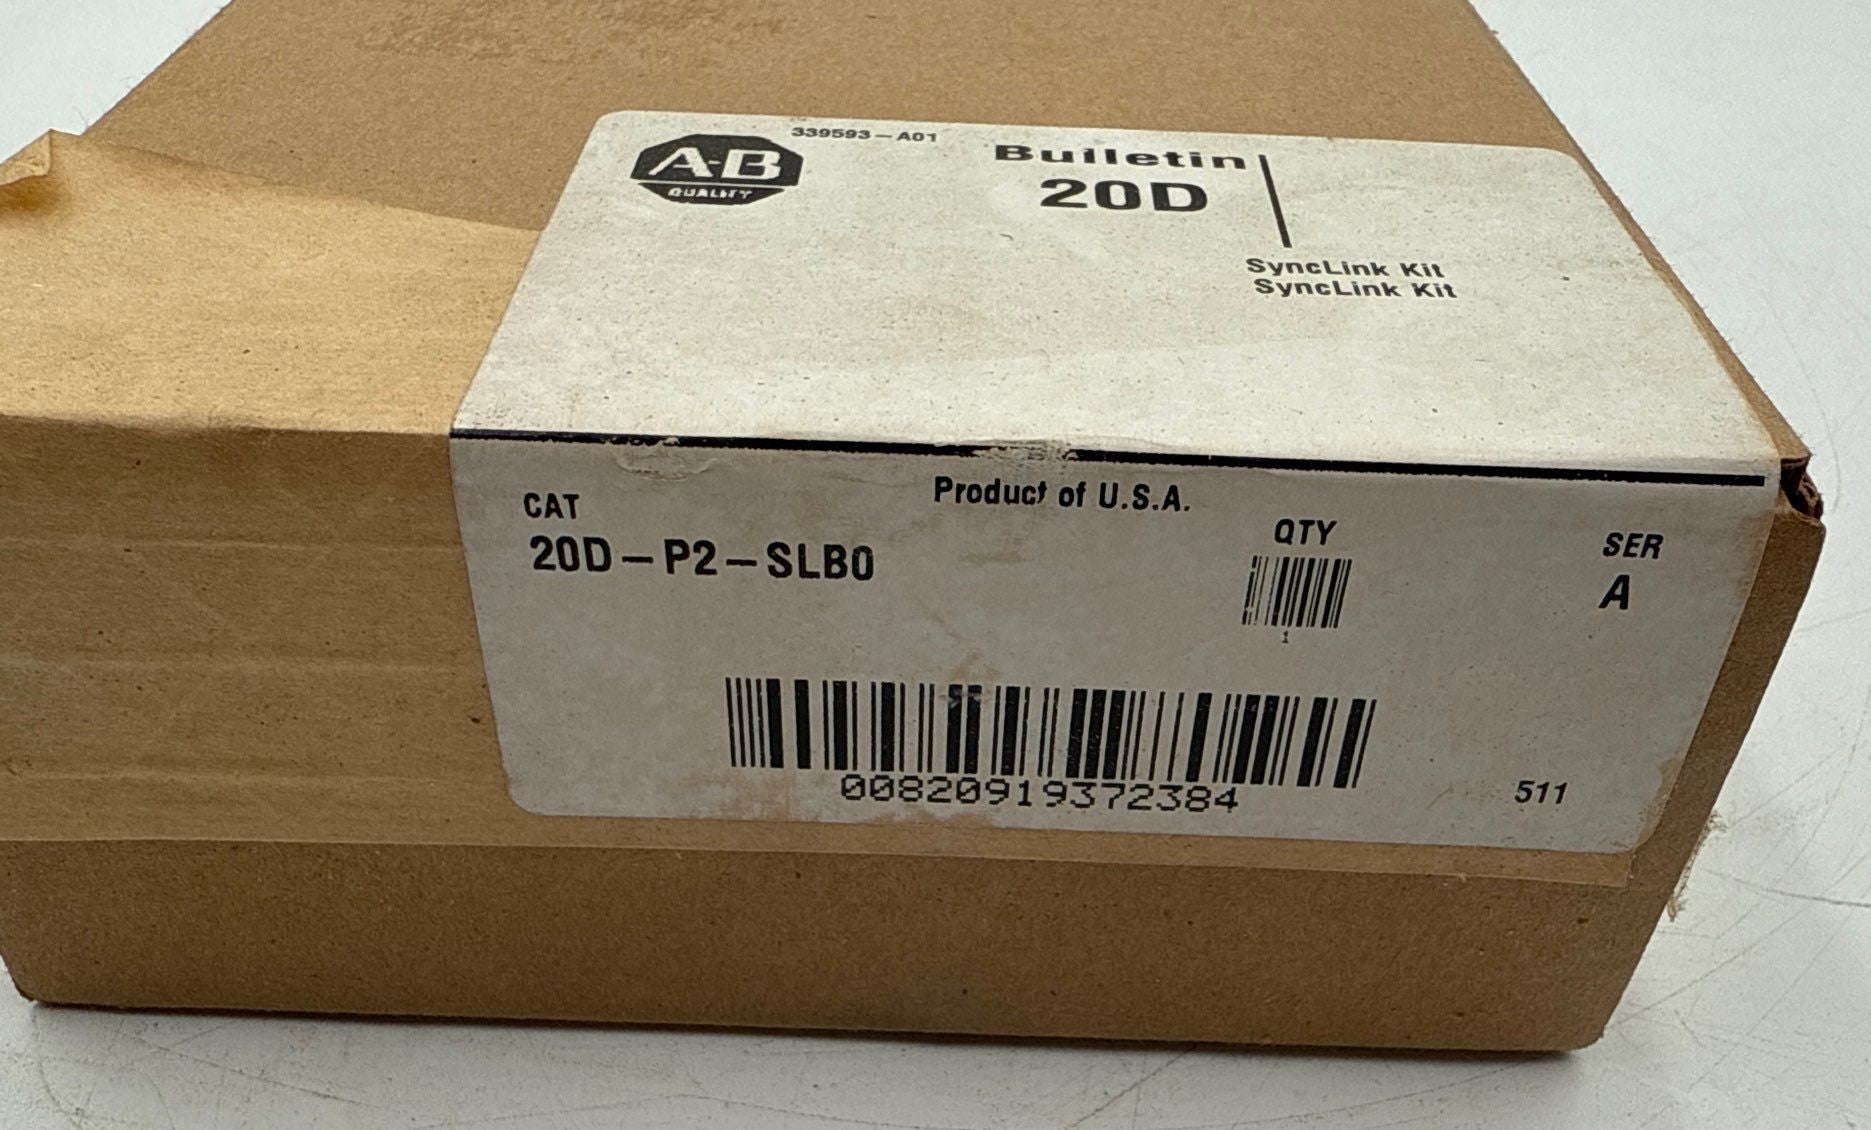 339593-A01
A-B
QUALITY
Bulletin
20D
SyncLink Kit
SyncLink Kit
Product of U.S.A.
CAT
20D-P2-SLB0
QTY
1
SER
A
00820919372384
511